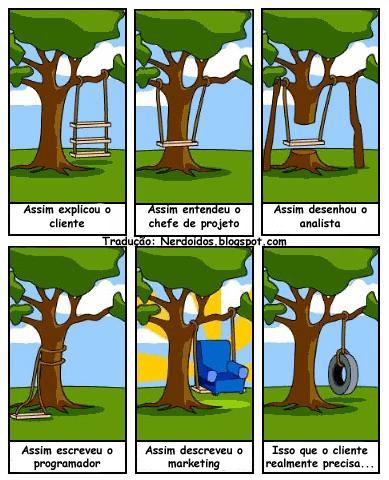 Assim explicou o
cliente
Assim entendeu o
chefe de projeto
Assim desenhou o
analista
Tradução: Nerdoidos.blogspot.com
Assim escreveu o
programador
Assim descreveu o
marketing
Isso que o cliente
realmente precisa...